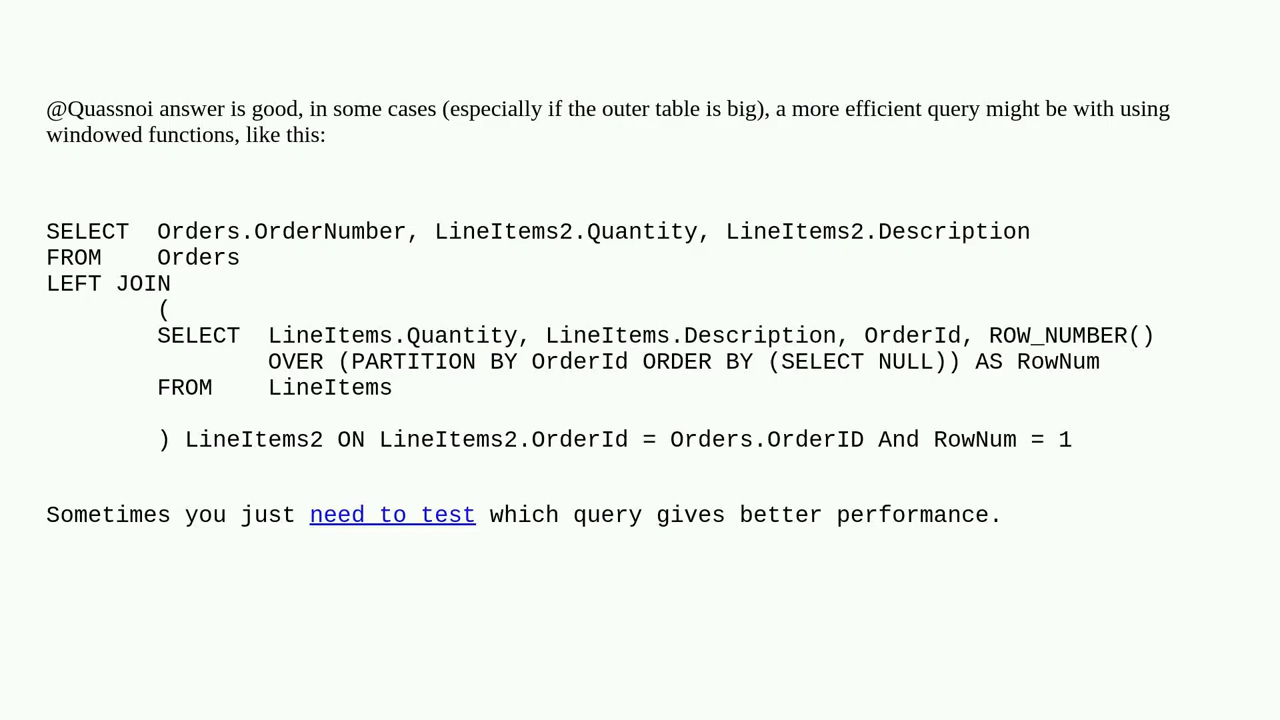 @Quassnoi answer is good, in some cases (especially if the outer table is big), a more efficient query might be with using
windowed functions, like this:
SELECT  Orders.OrderNumber, LineItems2.Quantity, LineItems2.Description
FROM    Orders
LEFT JOIN
        (
        SELECT  LineItems.Quantity, LineItems.Description, OrderId, ROW_NUMBER()
                OVER (PARTITION BY OrderId ORDER BY (SELECT NULL)) AS RowNum
        FROM    LineItems
        ) LineItems2 ON LineItems2.OrderId = Orders.OrderID And RowNum = 1
Sometimes you just need to test which query gives better performance.